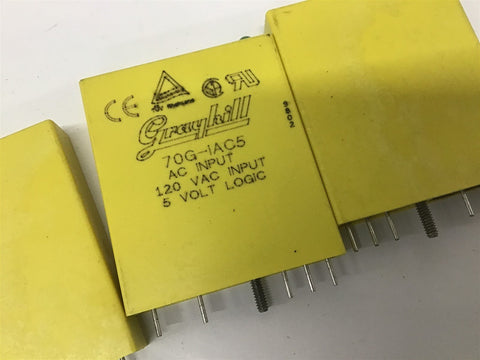 CE
Grayhill
9802
70G-IAC5
AC INPUT
120 VAC INPUT
5 VOLT LOGIC